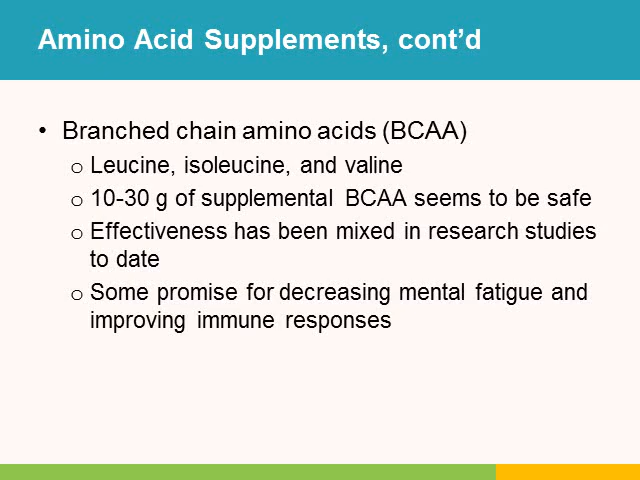 Amino Acid Supplements, cont’d
• Branched chain amino acids (BCAA)
o Leucine, isoleucine, and valine
o 10-30 g of supplemental BCAA seems to be safe
o Effectiveness has been mixed in research studies
to date
o Some promise for decreasing mental fatigue and
improving immune responses